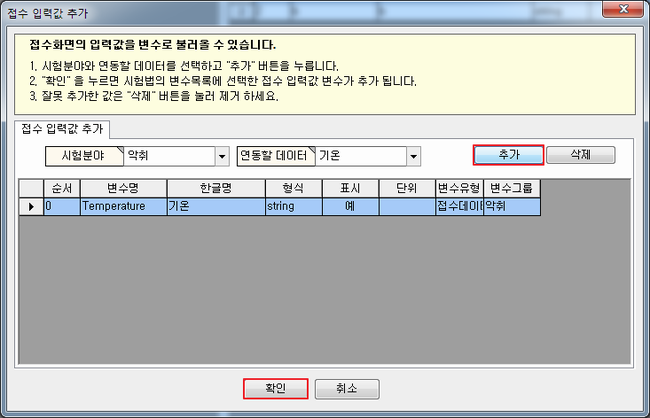 접수 입력값 추가
접수화면의 입력값을 변수로 불러올 수 있습니다.
1. 시험분야와 연동할 데이터를 선택하고 "추가" 버튼을 누릅니다.
2. "확인" 을 누르면 시험법의 변수목록에 선택한 접수 입력값 변수가 추가 됩니다.
3. 잘못 추가한 값은 "삭제" 버튼을 눌러 제거 하세요.
접수 입력값 추가
시험분야 악취 연동할 데이터 기온 추가 삭제
순서 변수명 한글명 형식 표시 단위 변수유형 변수그룹
0 Temperature 기온 string 예 접수데이터 악취
확인 취소